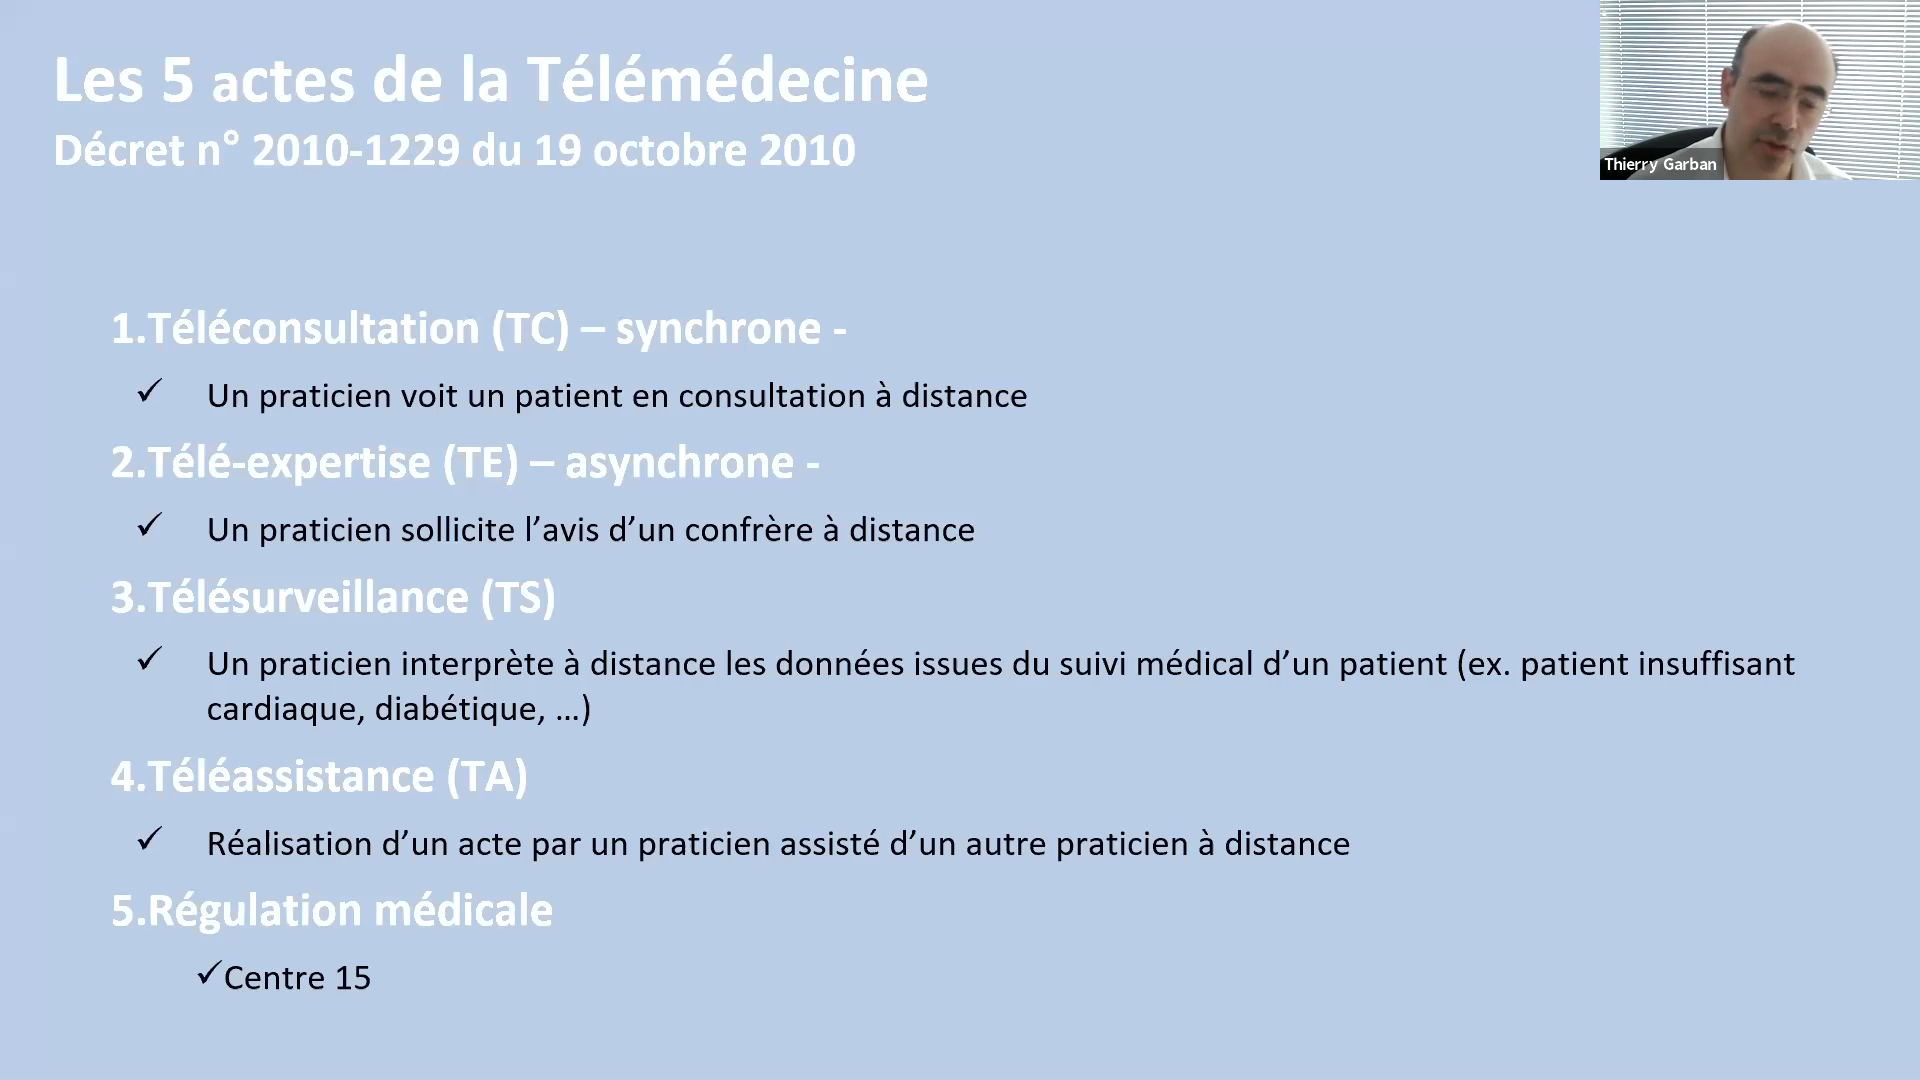 Les 5 actes de la Télémédecine
Décret n° 2010-1229 du 19 octobre 2010
Thierry Garban
1.Téléconsultation (TC) – synchrone -
✓ Un praticien voit un patient en consultation à distance
2.Télé-expertise (TE) – asynchrone -
✓ Un praticien sollicite l’avis d’un confrère à distance
3.Télésurveillance (TS)
✓ Un praticien interprète à distance les données issues du suivi médical d’un patient (ex. patient insuffisant
cardiaque, diabétique, …)
4.Téléassistance (TA)
✓ Réalisation d’un acte par un praticien assisté d’un autre praticien à distance
5.Régulation médicale
✓Centre 15